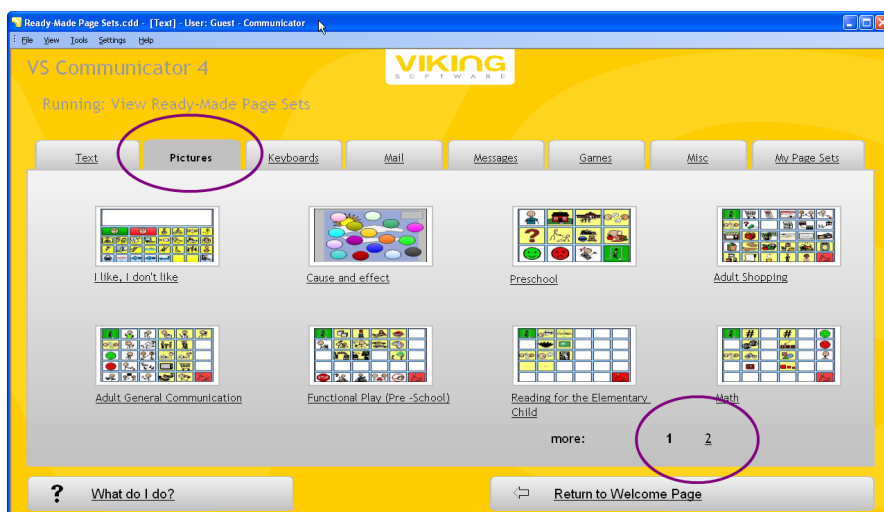 Ready-Made Page Sets.cdd - [Text] - User: Guest - Communicator
File View Tools Settings Help
VS Communicator 4
VIKING
SOFTWARE
Running: View Ready-Made Page Sets
Text Pictures Keyboards Mail Messages Games Misc My Page Sets
I like, I don't like Cause and effect Preschool Adult Shopping
Adult General Communication Functional Play (Pre -School) Reading for the Elementary Child Math
more: 1 2
? What do I do? Return to Welcome Page